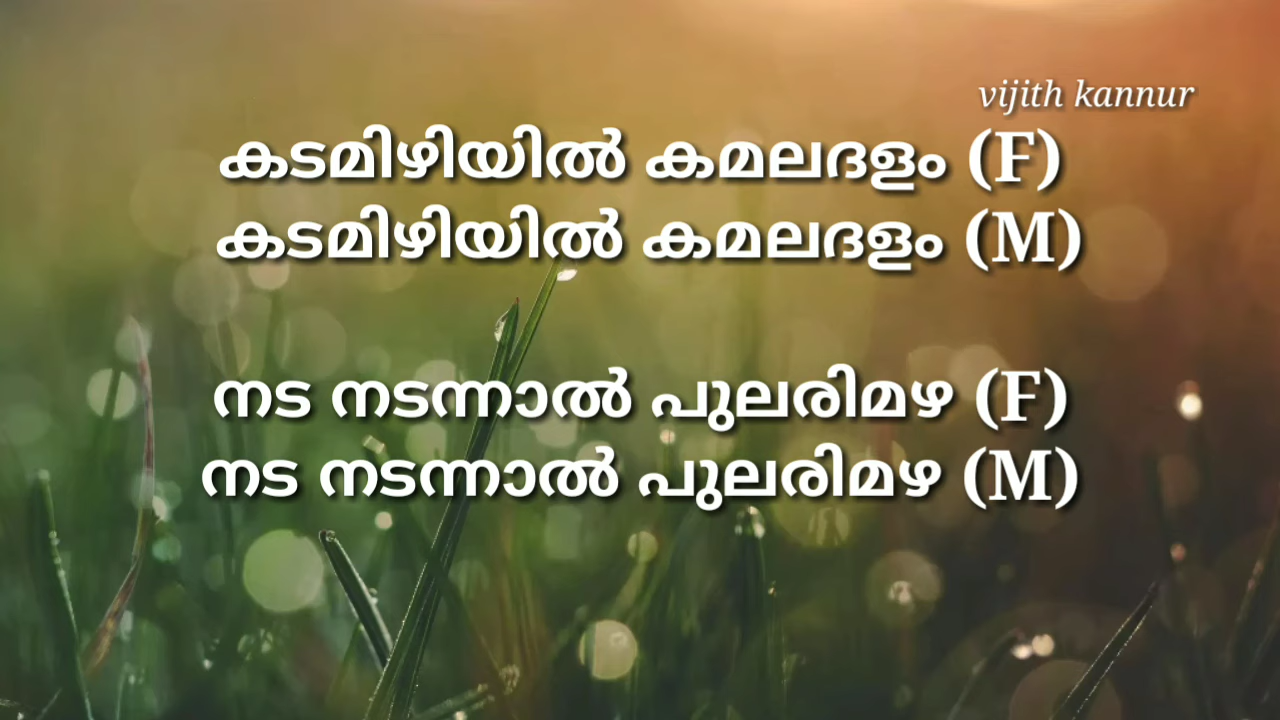 vijith kannur
കടമിഴിയിൽ കമലദളം (F)
കടമിഴിയിൽ കമലദളം (M)
നട നടന്നാൽ പുലരിമഴ (F)
നട നടന്നാൽ പുലരിമഴ (M)